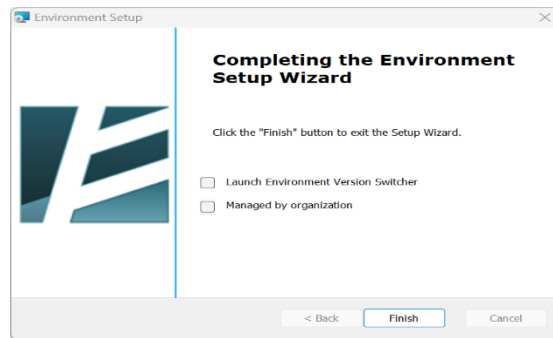 Environment Setup
Completing the Environment
Setup Wizard
Click the "Finish" button to exit the Setup Wizard.
Launch Environment Version Switcher
Managed by organization
< Back
Finish
Cancel